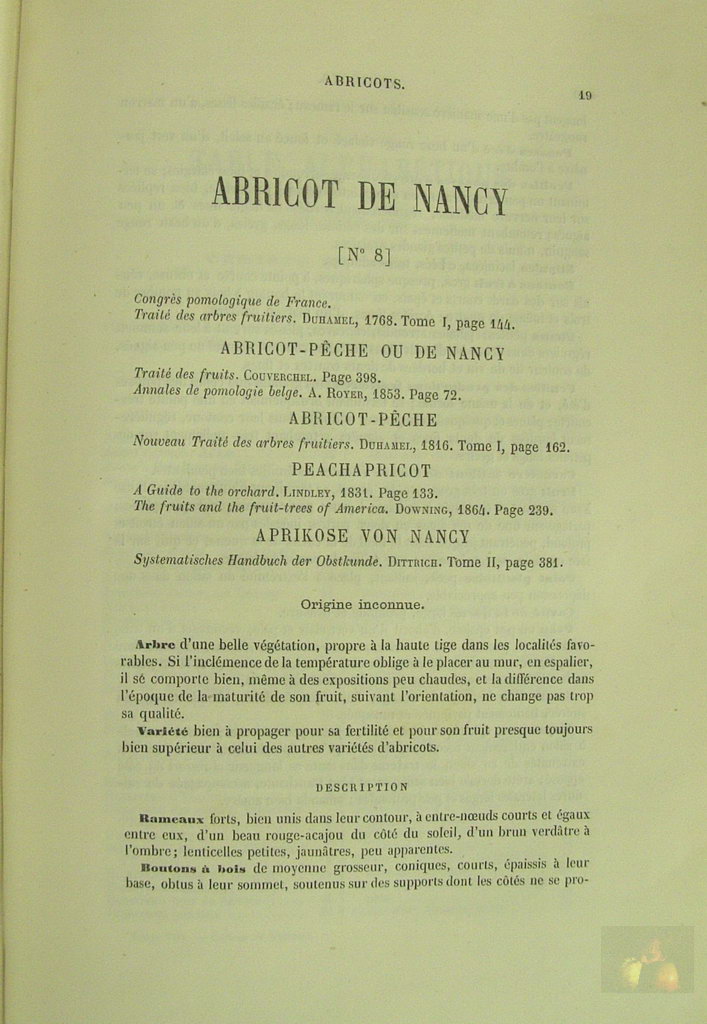 ABRICOTS.
19
ABRICOT DE NANCY
[N° 8]
Congrès pomologique de France.
Traité des arbres fruitiers. DUHAMEL, 1768. Tome I, page 144.
ABRICOT-PÊCHE OU DE NANCY
Traité des fruits. COUVERCHEL. Page 398.
Annales de pomologie belge. A. ROYER, 1853. Page 72.
ABRICOT-PÊCHE
Nouveau Traité des arbres fruitiers. DUHAMEL, 1816. Tome I, page 162.
PEACHAPRICOT
A Guide to the orchard. LINDLEY, 1831. Page 133.
The fruits and the fruit-trees of America. DOWNING, 1864. Page 239.
APRIKOSE VON NANCY
Systematisches Handbuch der Obstkunde. DITTRICH. Tome II, page 381.
Origine inconnue.
Arbre d'une belle végétation, propre à la haute tige dans les localités favo-
rables. Si l'inclémence de la température oblige à le placer au mur, en espalier,
il se comporte bien, même à des expositions peu chaudes, et la différence dans
l'époque de la maturité de son fruit, suivant l'orientation, ne change pas trop
sa qualité.
Variété bien à propager pour sa fertilité et pour son fruit presque toujours
bien supérieur à celui des autres variétés d'abricots.
DESCRIPTION
Rameaux forts, bien unis dans leur contour, à entre-nœuds courts et égaux
entre eux, d'un beau rouge-acajou du côté du soleil, d'un brun verdâtre à
l'ombre; lenticelles petites, jaunâtres, peu apparentes.
Boutons à bois de moyenne grosseur, coniques, courts, épaissis à leur
base, obtus à leur sommet, soutenus sur des supports dont les côtés ne se pro-